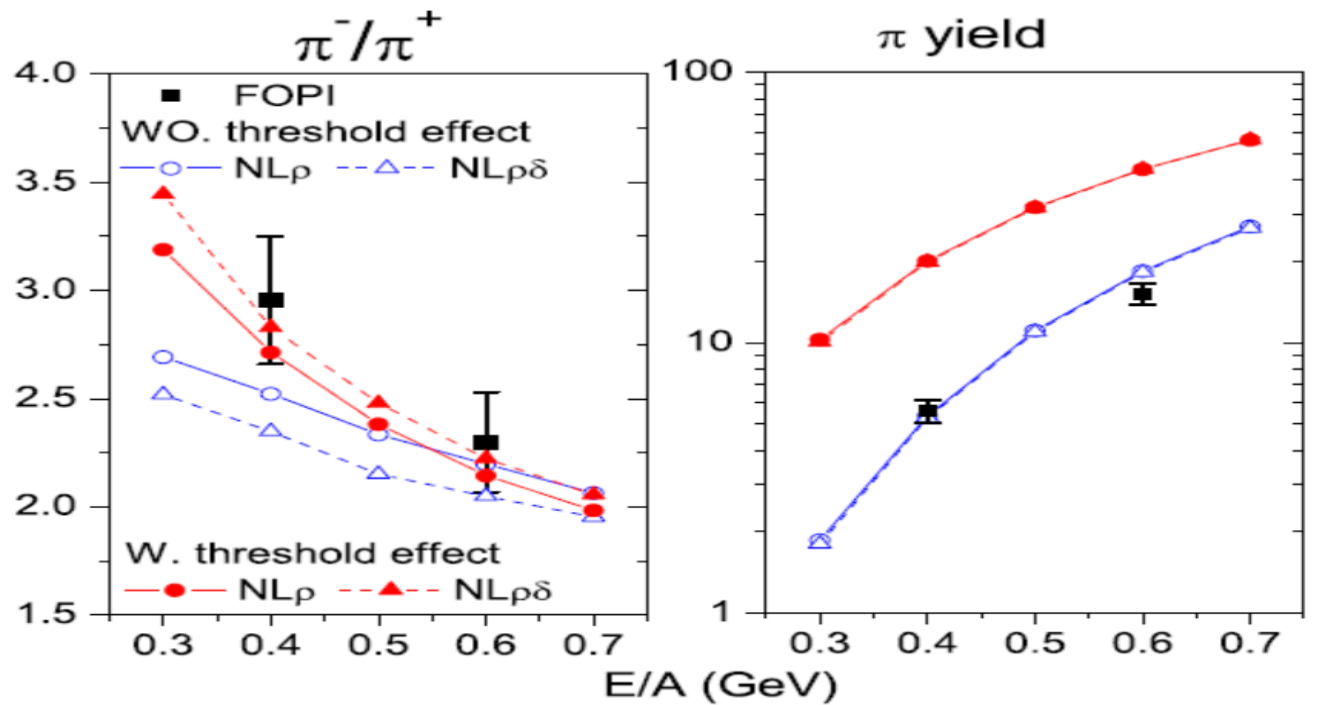 π⁻/π⁺
4.0
3.5
3.0
2.5
2.0
1.5
FOPI
WO. threshold effect
NLρ NLρδ
W. threshold effect
NLρ NLρδ
0.3 0.4 0.5 0.6 0.7
π yield
100
10
1
0.3 0.4 0.5 0.6 0.7
E/A (GeV)